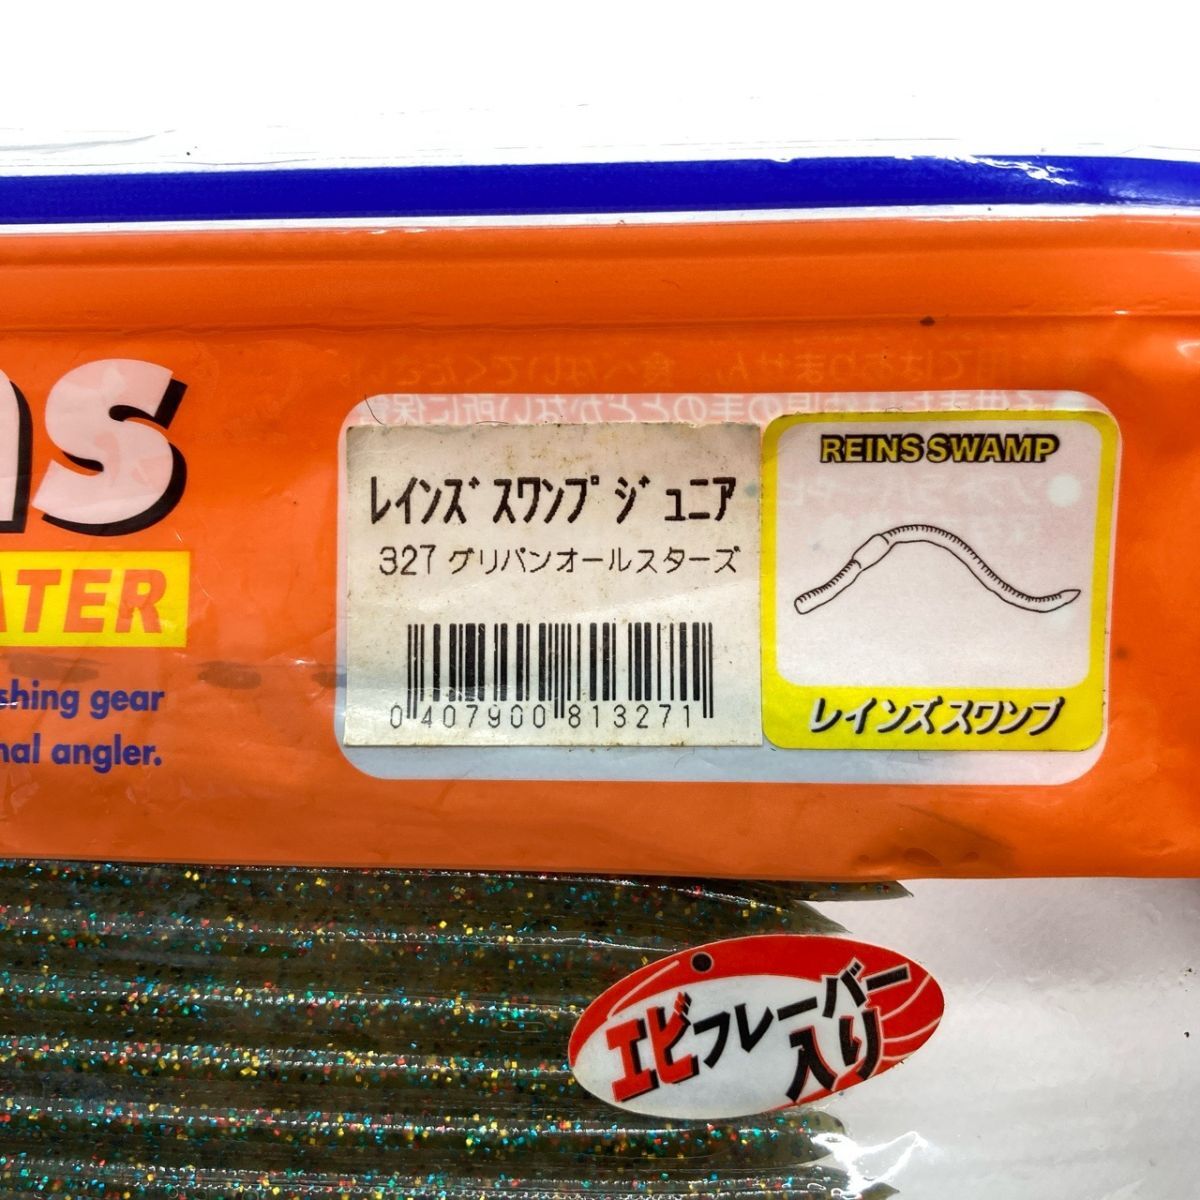 ns
ATER
shing gear
nal angler.
レインズスワンプジュニア
327 グリパンオールスターズ
0 407900 813271
REINS SWAMP
レインズスワンプ
エビフレーバー
入り